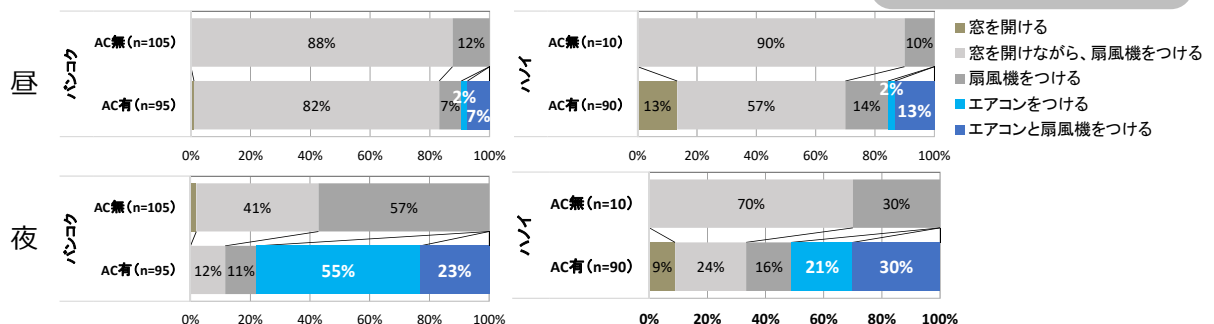 昼
バンコク
AC無(n=105)
88%
12%
AC有(n=95)
82%
7%
2%
7%
0%
20%
40%
60%
80%
100%
ハノイ
AC無(n=10)
90%
10%
AC有(n=90)
13%
57%
14%
2%
13%
0%
20%
40%
60%
80%
100%
窓を開ける
窓を開けながら、扇風機をつける
扇風機をつける
エアコンをつける
エアコンと扇風機をつける
夜
バンコク
AC無(n=105)
41%
57%
AC有(n=95)
12%
11%
55%
23%
0%
20%
40%
60%
80%
100%
ハノイ
AC無(n=10)
70%
30%
AC有(n=90)
9%
24%
16%
21%
30%
0%
20%
40%
60%
80%
100%